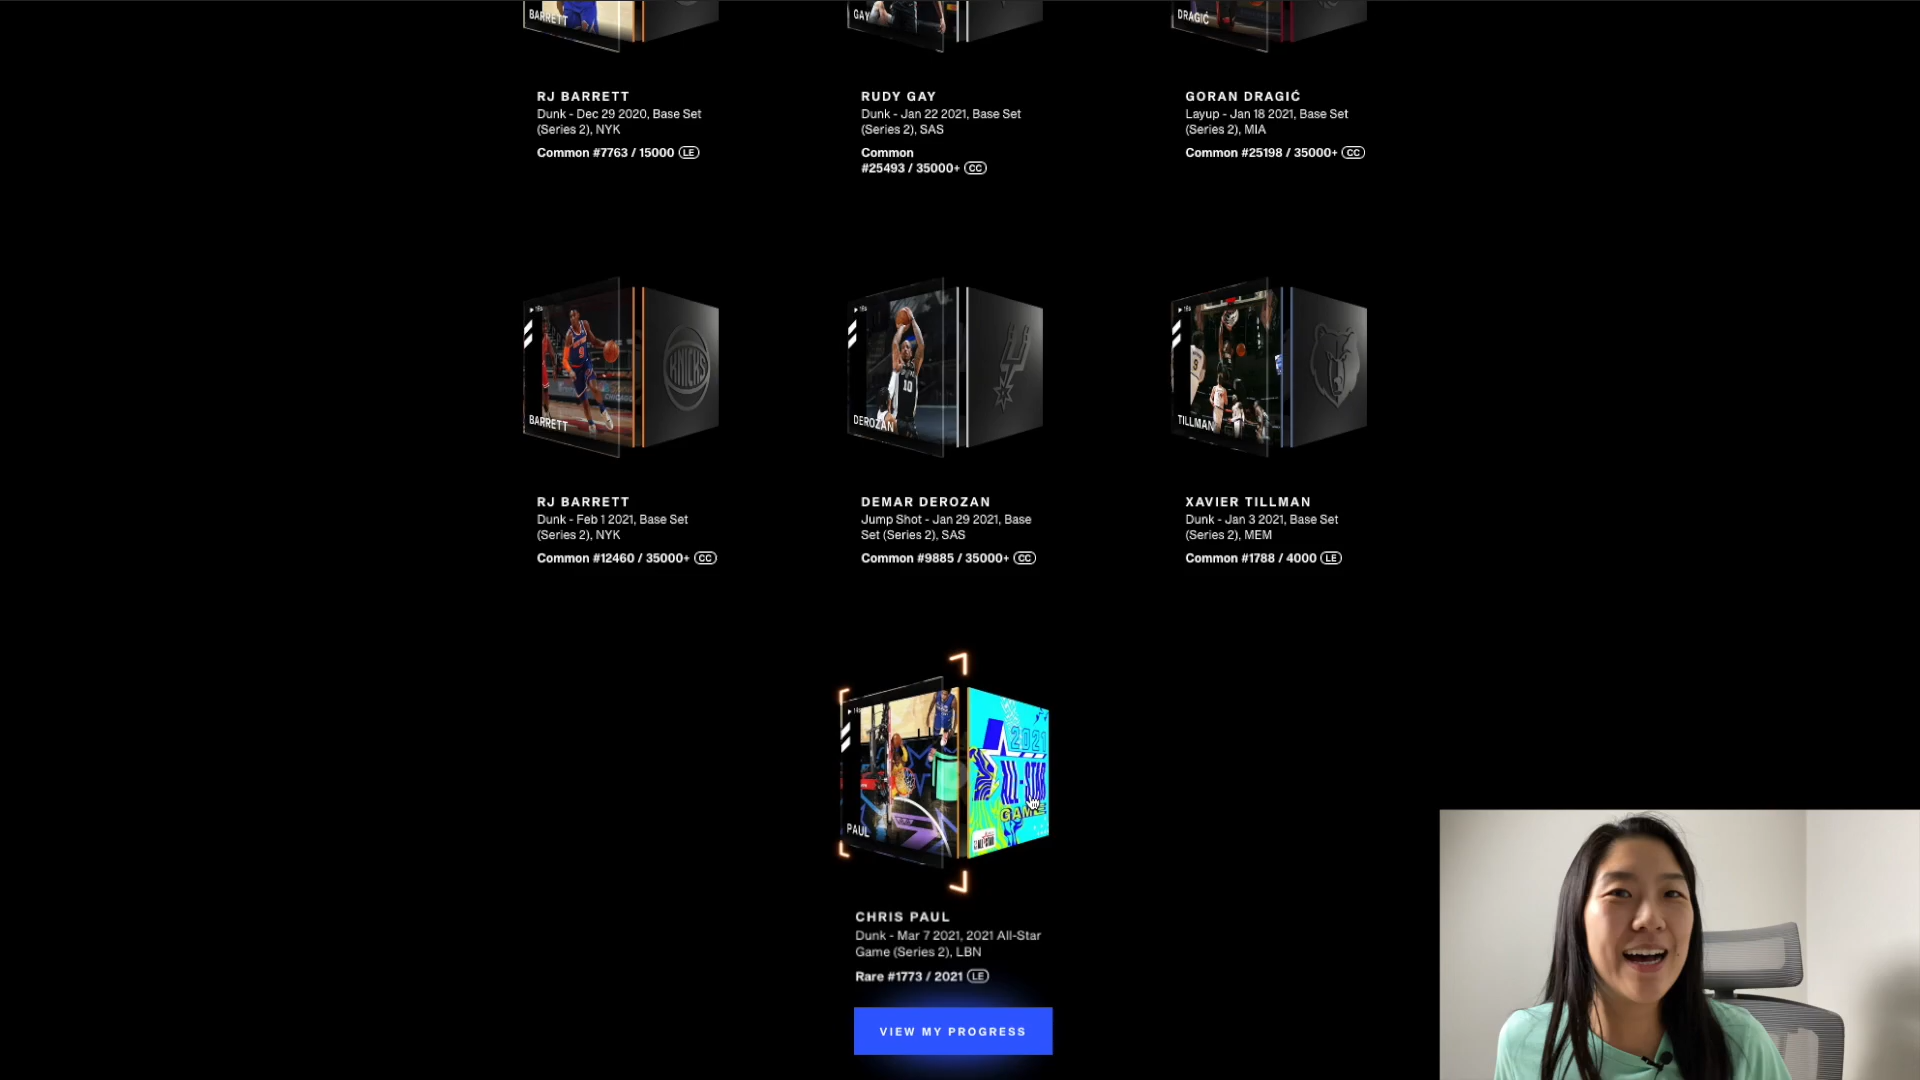 BARRETT
GAY
DRAGIĆ
RJ BARRETT
Dunk - Dec 29 2020, Base Set
(Series 2), NYK
Common #7763 / 15000 LE
RUDY GAY
Dunk - Jan 22 2021, Base Set
(Series 2), SAS
Common
#25493 / 35000+ CC
GORAN DRAGIĆ
Layup - Jan 18 2021, Base Set
(Series 2), MIA
Common #25198 / 35000+ CC
BARRETT
KNICKS
DEROZAN
10
TILLMAN
RJ BARRETT
Dunk - Feb 1 2021, Base Set
(Series 2), NYK
Common #12460 / 35000+ CC
DEMAR DEROZAN
Jump Shot - Jan 29 2021, Base
Set (Series 2), SAS
Common #9885 / 35000+ CC
XAVIER TILLMAN
Dunk - Jan 3 2021, Base Set
(Series 2), MEM
Common #1788 / 4000 LE
PAUL
2021
ALL-STAR
GAME
CHRIS PAUL
Dunk - Mar 7 2021, 2021 All-Star
Game (Series 2), LBN
Rare #1773 / 2021 LE
VIEW MY PROGRESS